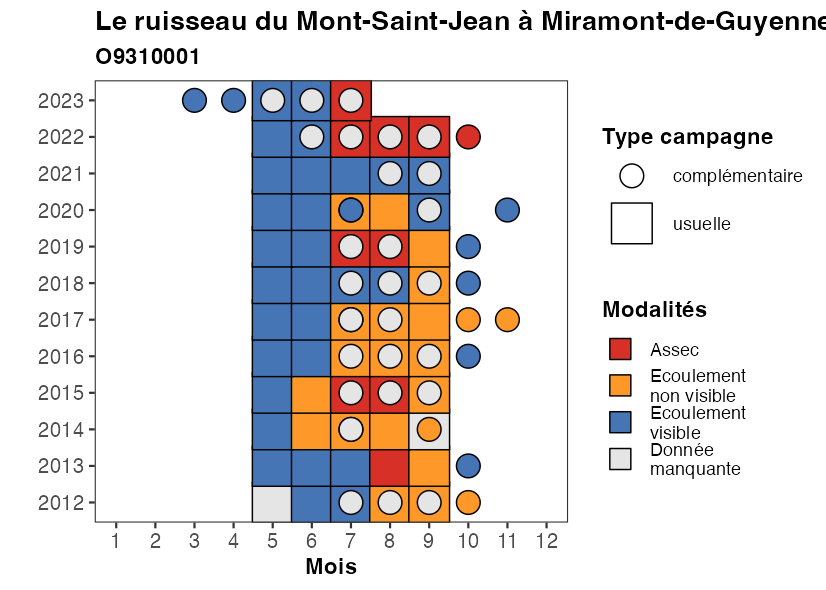 Le ruisseau du Mont-Saint-Jean à Miramont-de-Guyenne
O9310001
2023
2022
2021
2020
2019
2018
2017
2016
2015
2014
2013
2012
1 2 3 4 5 6 7 8 9 10 11 12
Mois
Type campagne
complémentaire
usuelle
Modalités
Assec
Ecoulement
non visible
Ecoulement
visible
Donnée
manquante